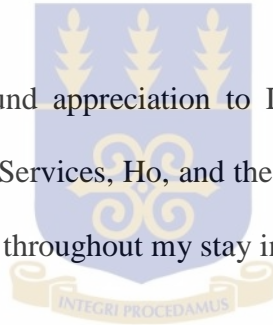 und appreciation to
Services, Ho, and the
throughout my stay in
INTEGRI PROCEDAMUS